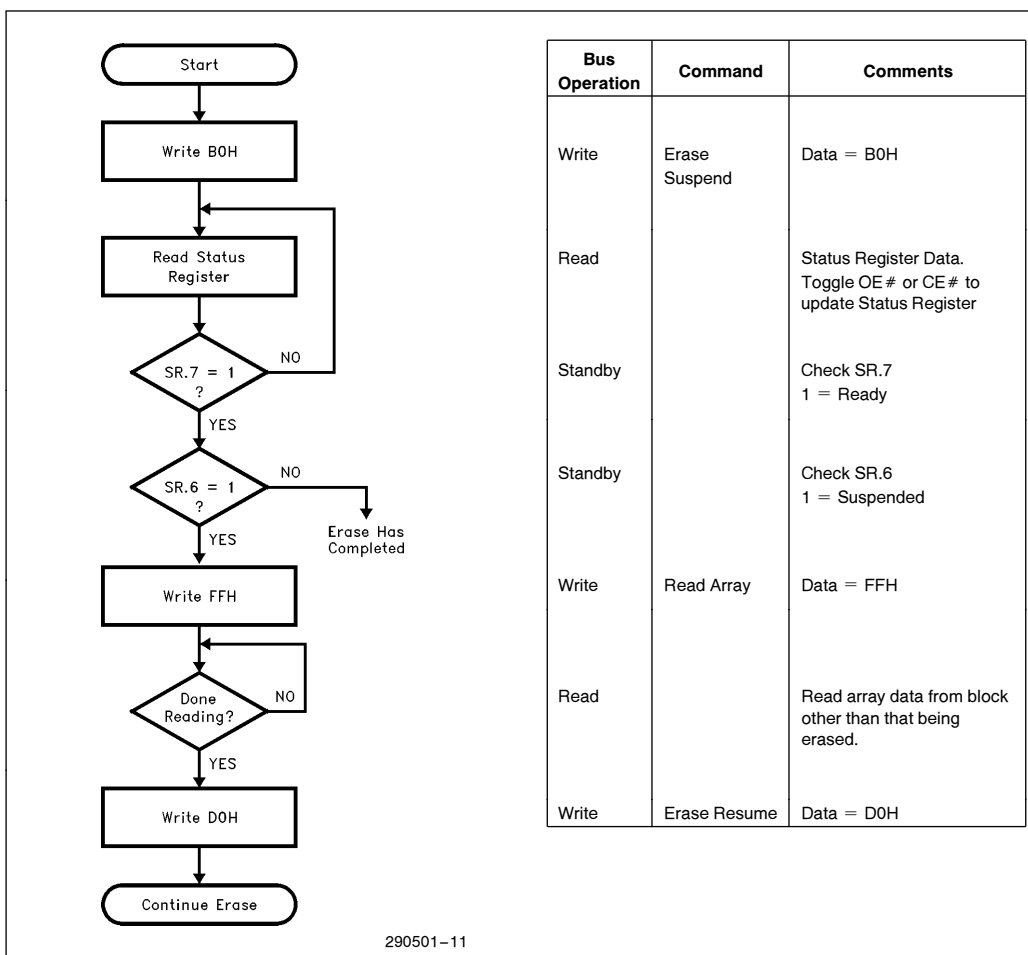 Start
Write B0H
Read Status
Register
SR.7 = 1
?
NO
YES
SR.6 = 1
?
NO
Erase Has
Completed
YES
Write FFH
Done
Reading?
NO
YES
Write D0H
Continue Erase
290501–11
Bus
Operation
Command
Comments
Write
Erase
Suspend
Data = B0H
Read
Status Register Data.
Toggle OE# or CE# to
update Status Register
Standby
Check SR.7
1 = Ready
Standby
Check SR.6
1 = Suspended
Write
Read Array
Data = FFH
Read
Read array data from block
other than that being
erased.
Write
Erase Resume
Data = D0H